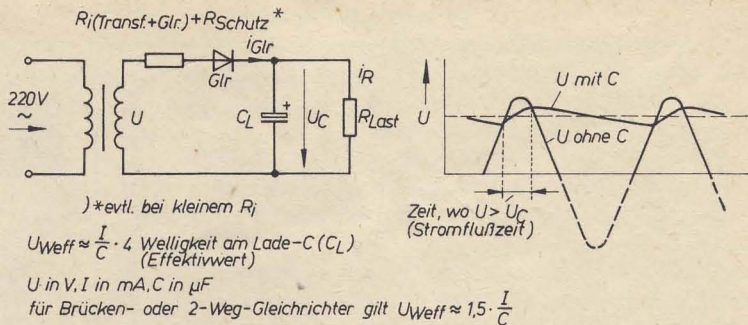 Ri(Transf.+Glr.)+RSchutz*
iGlr
Glr
iR
220V
~
U
CL
+
UC
RLast
)*evtl. bei kleinem Ri
UWeff ≈ I/C · 4 Welligkeit am Lade-C (CL)
(Effektivwert)
U in V, I in mA, C in µF
für Brücken- oder 2-Weg-Gleichrichter gilt UWeff ≈ 1,5 · I/C
U
U mit C
U ohne C
Zeit, wo U > UC
(Stromflußzeit)